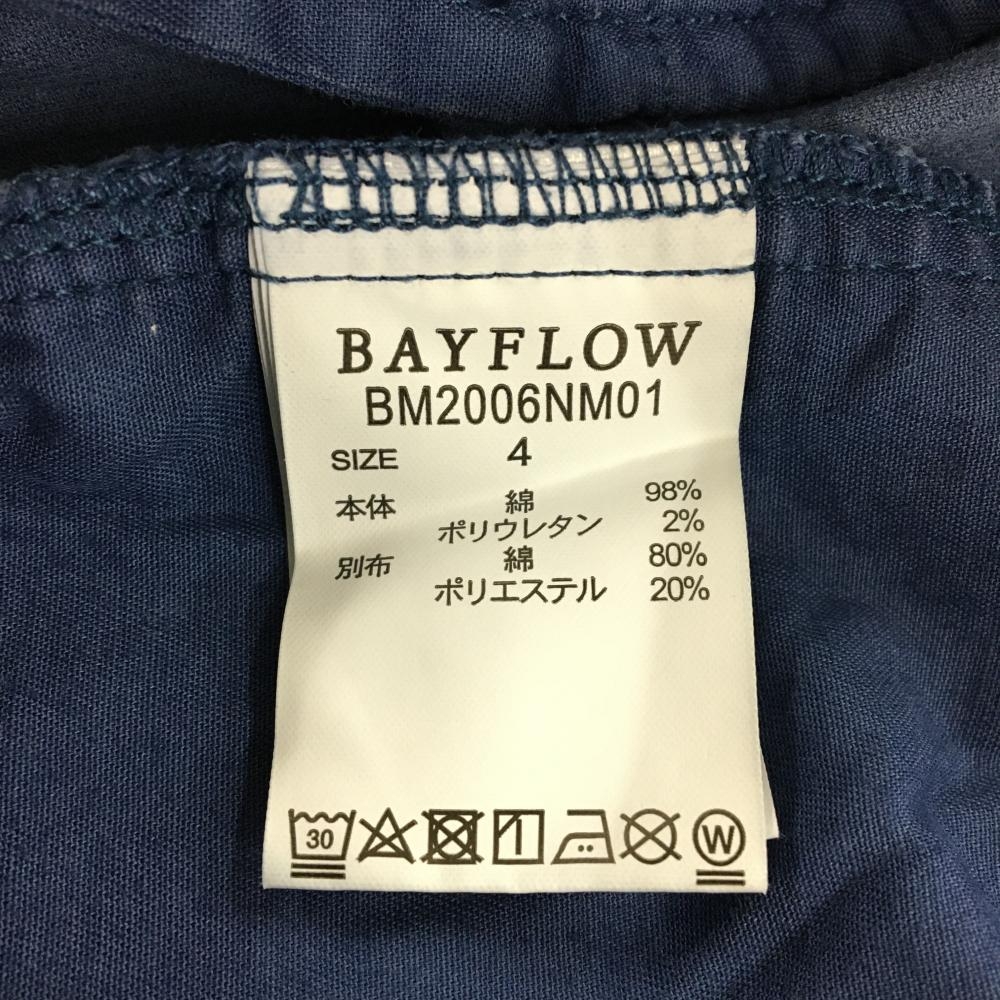 BAYFLOW
BM2006NM01
SIZE 4
本体 綿 98%
ポリウレタン 2%
別布 綿 80%
ポリエステル 20%
30 W